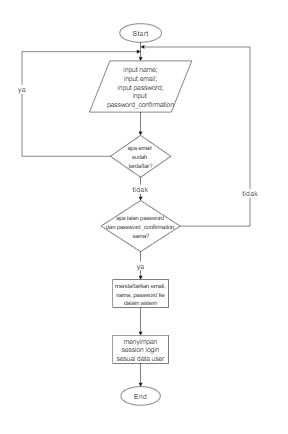 Start
input name;
input email;
input password;
input
password_confirmation
ya
apa email
sudah
terdaftar?
tidak
tidak
apa isian password
dan password_confirmation
sama?
ya
mendaftarkan email,
nama, password ke
dalam sistem
menyimpan
session login
sesuai data user
End